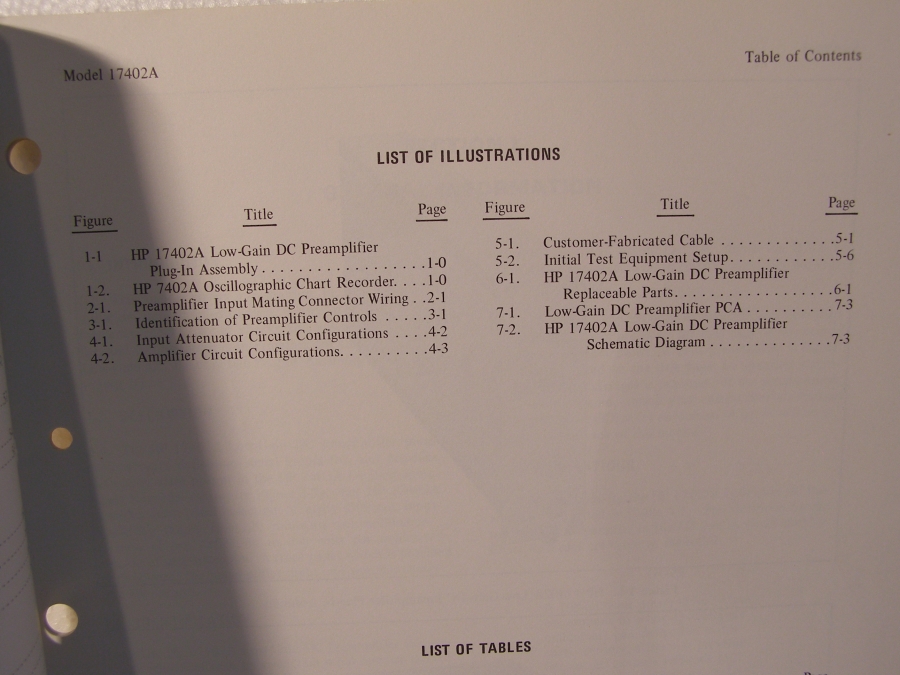 Model 17402A
Table of Contents
LIST OF ILLUSTRATIONS
Figure Title Page
1-1 HP 17402A Low-Gain DC Preamplifier
Plug-In Assembly . . . . . . . . . . . . . . . . . .1-0
1-2. HP 7402A Oscillographic Chart Recorder. . . .1-0
2-1. Preamplifier Input Mating Connector Wiring . .2-1
3-1. Identification of Preamplifier Controls . . . . .3-1
4-1. Input Attenuator Circuit Configurations . . . .4-2
4-2. Amplifier Circuit Configurations. . . . . . . . . .4-3
Figure Title Page
5-1. Customer-Fabricated Cable . . . . . . . . . . . .5-1
5-2. Initial Test Equipment Setup. . . . . . . . . . .5-6
6-1. HP 17402A Low-Gain DC Preamplifier
Replaceable Parts. . . . . . . . . . . . . . . . .6-1
7-1. Low-Gain DC Preamplifier PCA . . . . . . . . . .7-3
7-2. HP 17402A Low-Gain DC Preamplifier
Schematic Diagram . . . . . . . . . . . . . .7-3
LIST OF TABLES